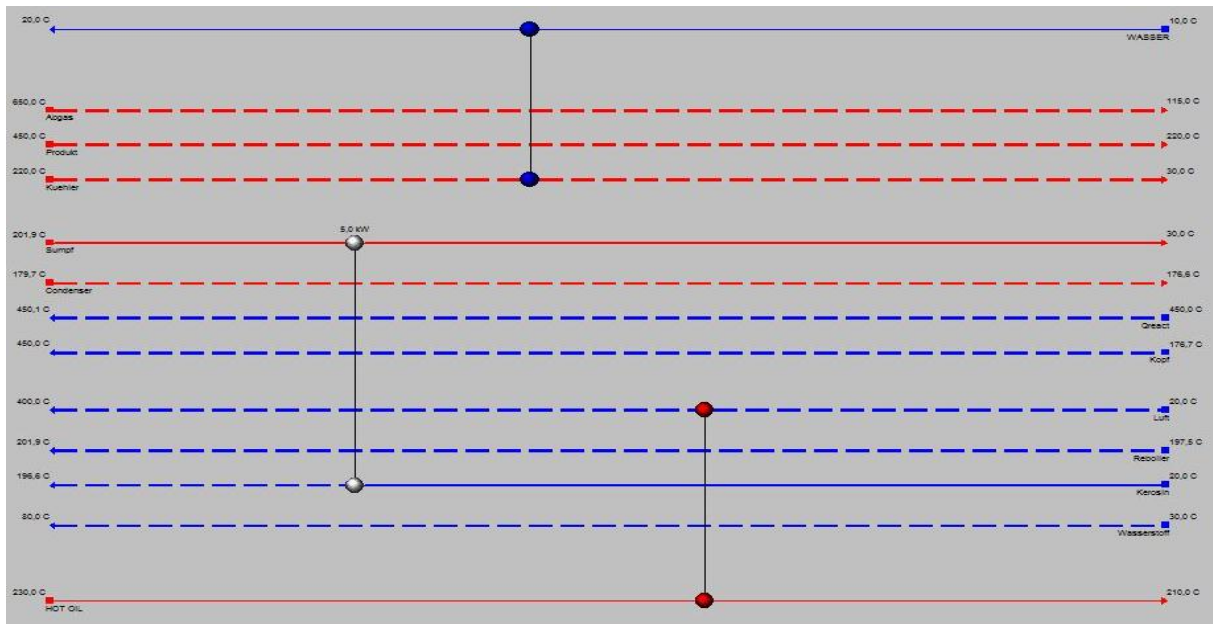 20,0 C
10,0 C
WASSER
650,0 C
115,0 C
Abgas
450,0 C
220,0 C
Produkt
220,0 C
30,0 C
Kuehler
201,9 C
5,0 kW
30,0 C
Sumpf
179,7 C
176,6 C
Condenser
450,1 C
450,0 C
Qreact
450,0 C
176,7 C
Kopf
400,0 C
20,0 C
Luft
201,9 C
197,5 C
Reboiler
196,6 C
20,0 C
Kerosin
80,0 C
30,0 C
Wasserstoff
230,0 C
210,0 C
HOT OIL